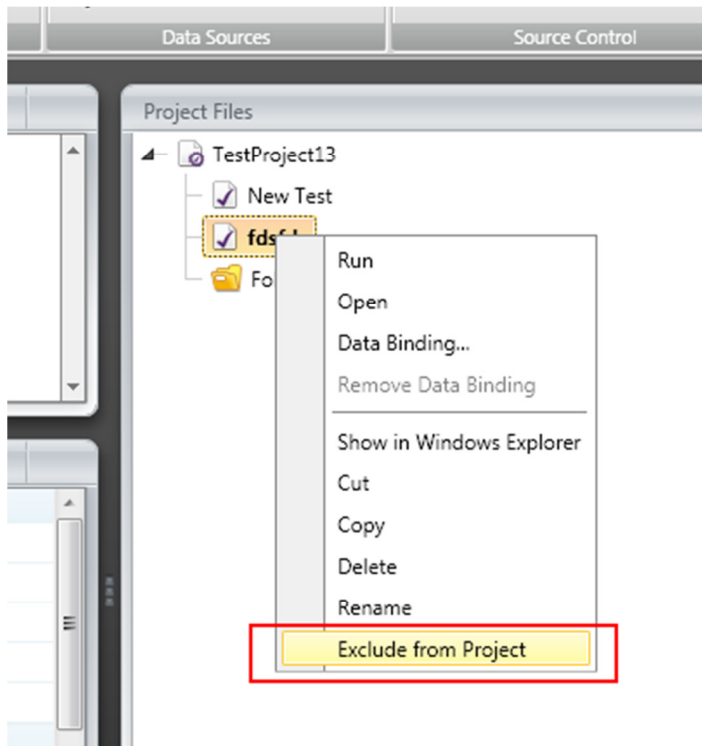 Data Sources
Source Control
Project Files
TestProject13
New Test
Run
Open
Data Binding...
Remove Data Binding
Show in Windows Explorer
Cut
Copy
Delete
Rename
Exclude from Project